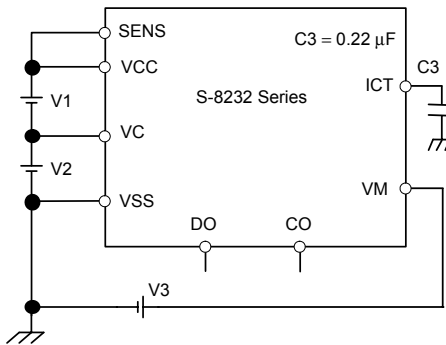 SENS
C3 = 0.22 µF
VCC
C3
ICT
V1
S-8232 Series
VC
V2
VM
VSS
DO
CO
V3